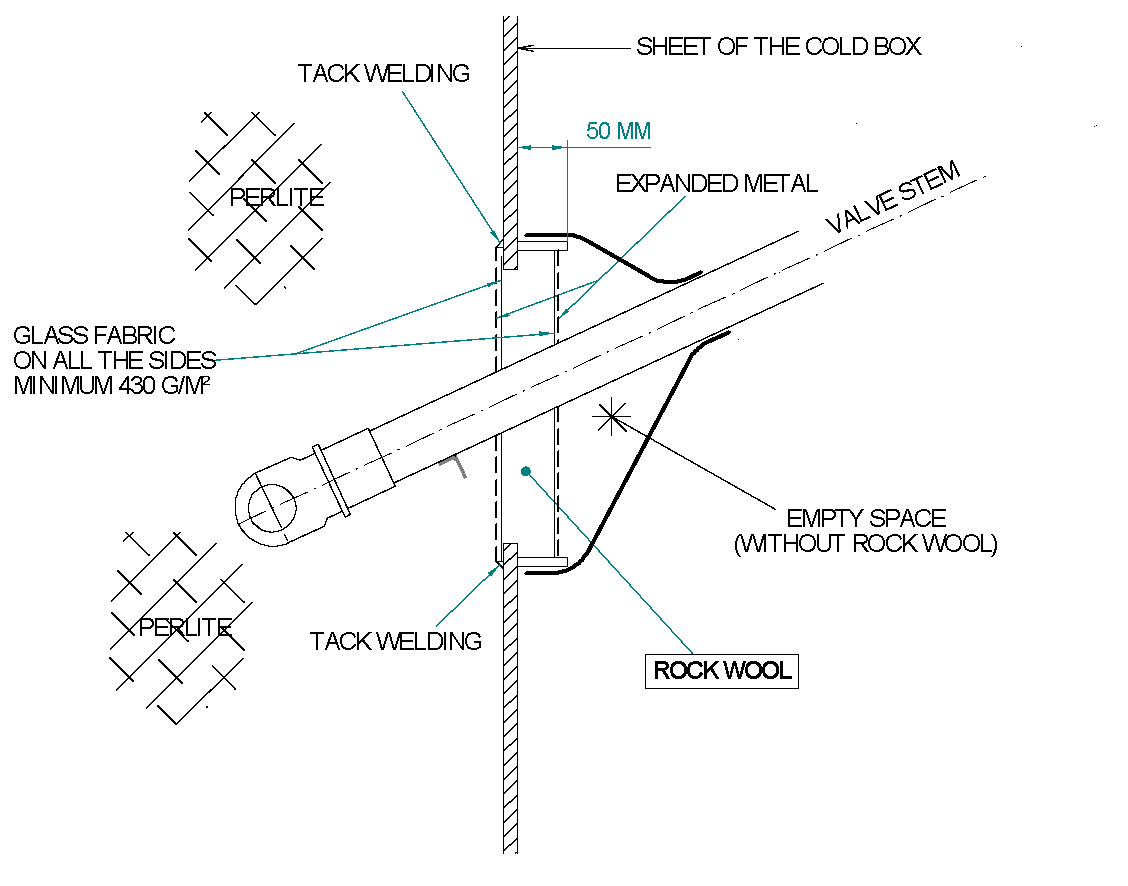 SHEET OF THE COLD BOX
TACK WELDING
50 MM
EXPANDED METAL
VALVE STEM
PERLITE
GLASS FABRIC
ON ALL THE SIDES
MINIMUM 430 G/M²
EMPTY SPACE
(WITHOUT ROCK WOOL)
PERLITE
TACK WELDING
ROCK WOOL